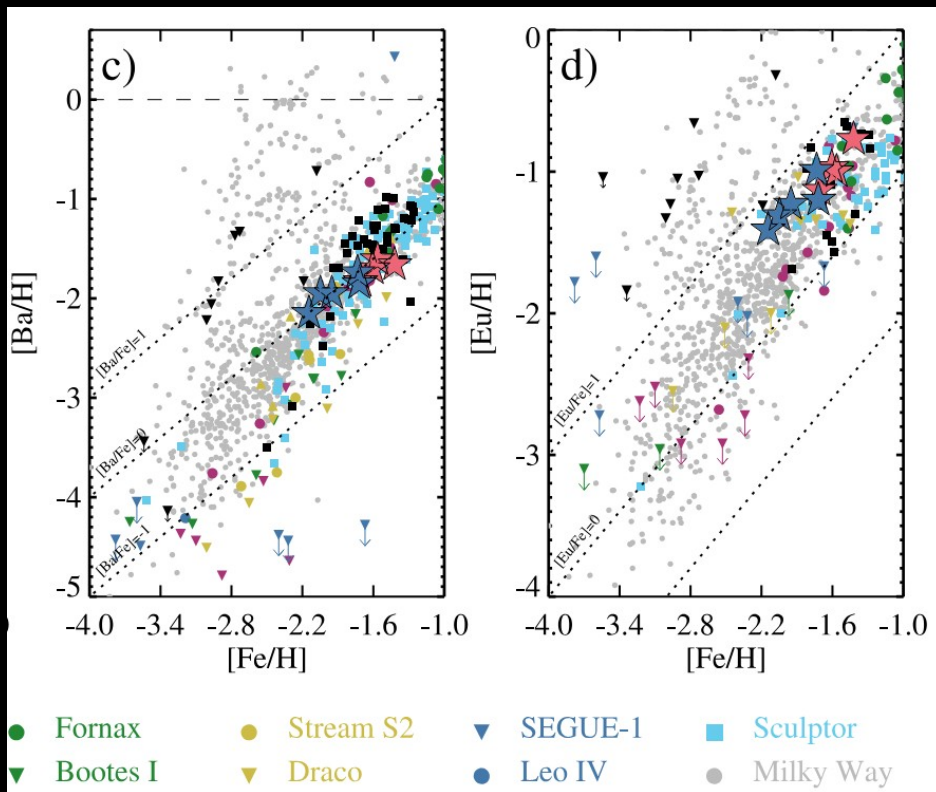 c)
d)
0
-1
-2
-3
-4
-5
[Ba/H]
[Ba/Fe]=1
[Ba/Fe]=0
[Ba/Fe]=-1
-4.0 -3.4 -2.8 -2.2 -1.6 -1.0
[Fe/H]
0
-1
-2
-3
-4
[Eu/H]
[Eu/Fe]=1
[Eu/Fe]=0
-4.0 -3.4 -2.8 -2.2 -1.6 -1.0
[Fe/H]
Fornax Stream S2 SEGUE-1 Sculptor
Bootes I Draco Leo IV Milky Way